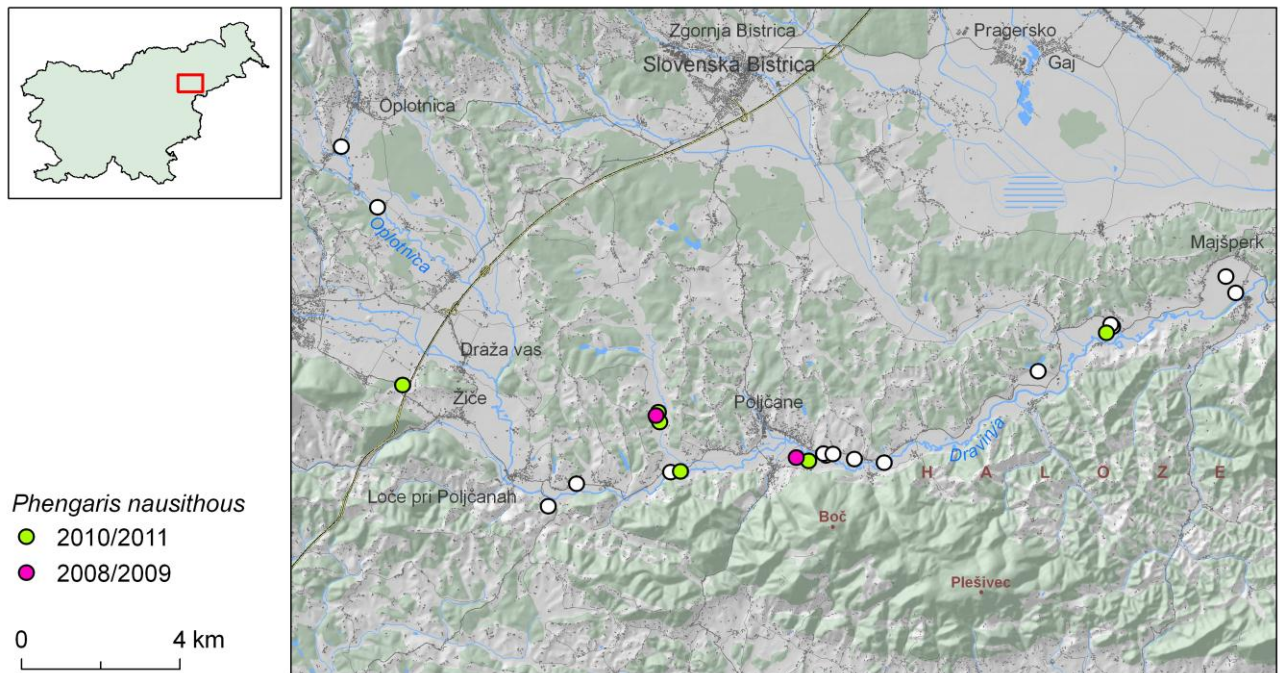 Zgornja Bistrica
Pragersko
Slovenska Bistrica
Gaj
Oplotnica
Oplotnica
Majšperk
Draža vas
Žiče
Poljčane
Dravinja
HALOZE
Loče pri Poljčanah
Boč
Plešivec
Phengaris nausithous
2010/2011
2008/2009
0 4 km